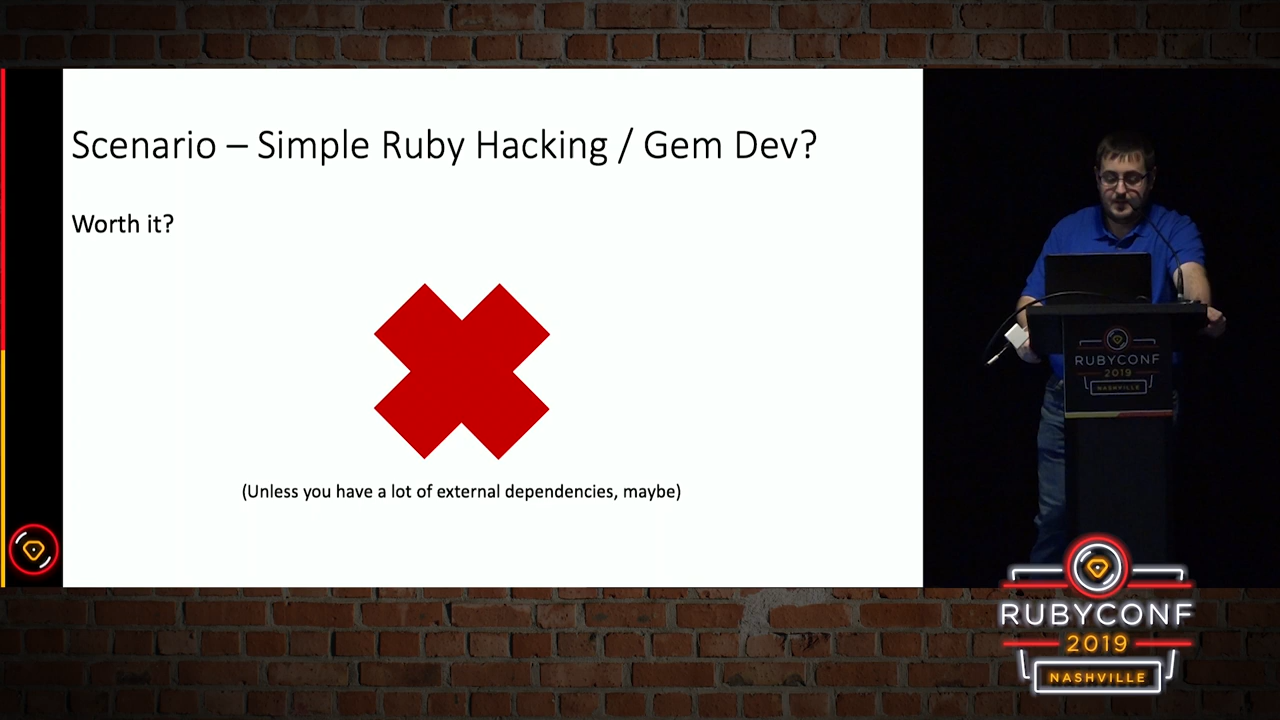 Scenario – Simple Ruby Hacking / Gem Dev?
Worth it?
(Unless you have a lot of external dependencies, maybe)
RUBYCONF
2019
NASHVILLE
RUBYCONF
2019
NASHVILLE